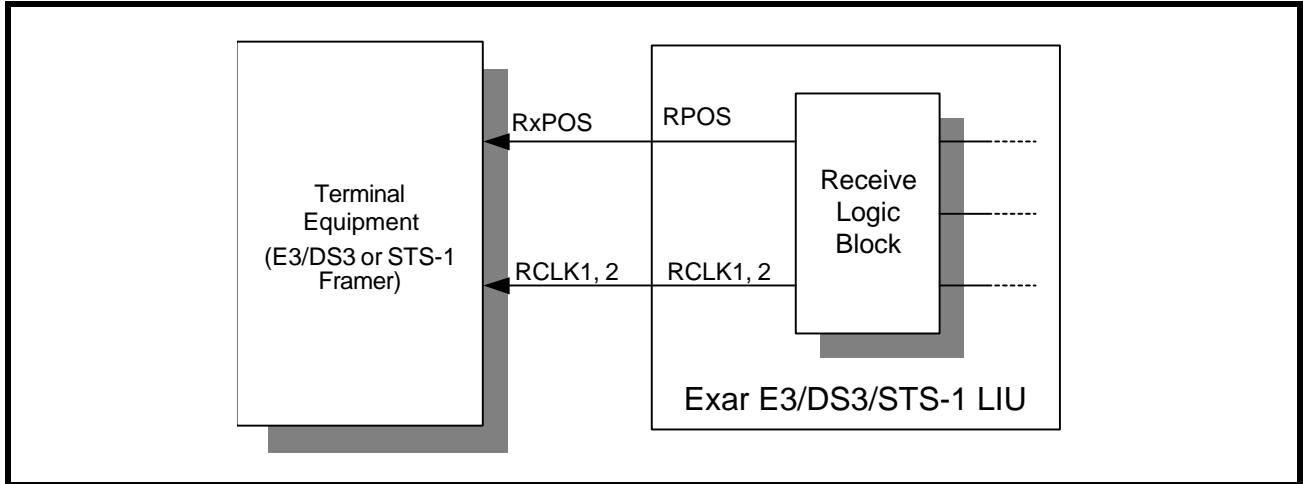 Terminal
Equipment
(E3/DS3 or STS-1
Framer)
RxPOS
RPOS
RCLK1, 2
RCLK1, 2
Receive
Logic
Block
Exar E3/DS3/STS-1 LIU